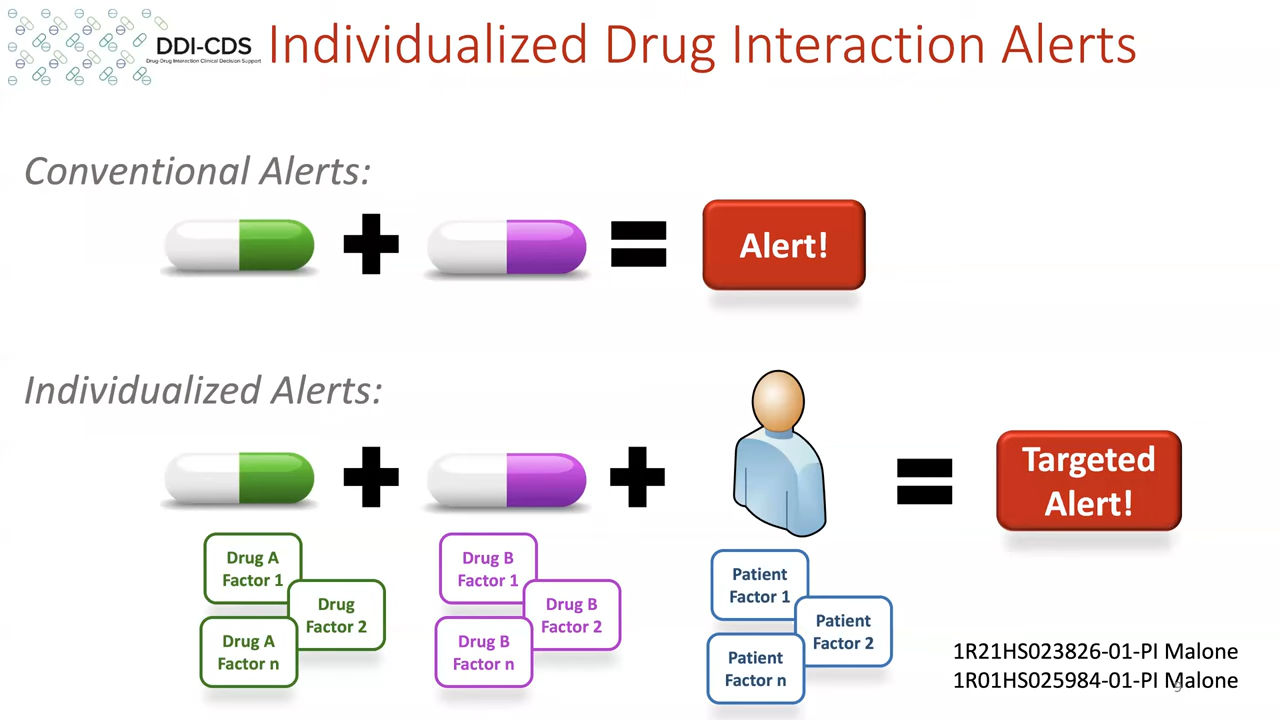 DDI-CDS
Drug-Drug Interaction Clinical Decision Support
Individualized Drug Interaction Alerts
Conventional Alerts:
Alert!
Individualized Alerts:
Targeted
Alert!
Drug A
Factor 1
Drug
Factor 2
Drug A
Factor n
Drug B
Factor 1
Drug B
Factor 2
Drug B
Factor n
Patient
Factor 1
Patient
Factor 2
Patient
Factor n
1R21HS023826-01-PI Malone
1R01HS025984-01-PI Malone
9